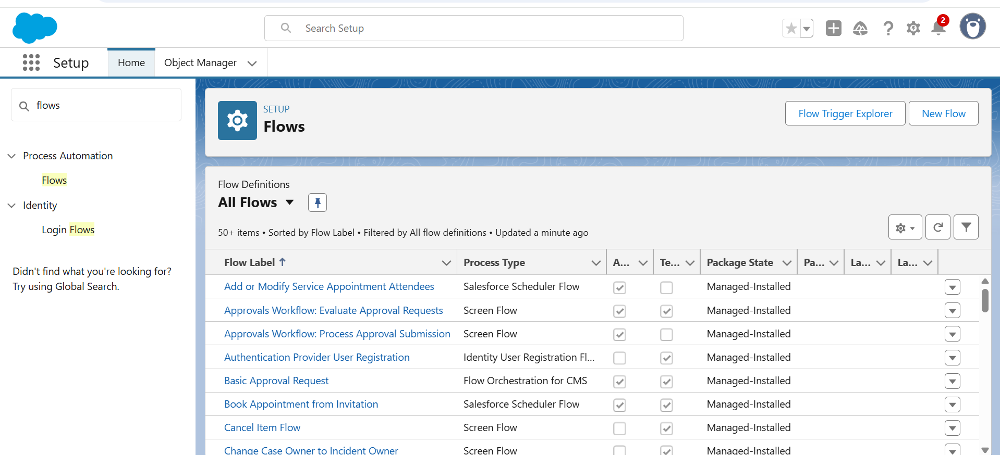 Search Setup
2
Setup
Home
Object Manager
flows
Process Automation
Flows
Identity
Login Flows
Didn't find what you're looking for?
Try using Global Search.
SETUP
Flows
Flow Trigger Explorer
New Flow
Flow Definitions
All Flows
50+ items • Sorted by Flow Label • Filtered by All flow definitions • Updated a minute ago
Flow Label Process Type A... Te... Package State Pa... La... La...
Add or Modify Service Appointment Attendees Salesforce Scheduler Flow Managed-Installed
Approvals Workflow: Evaluate Approval Requests Screen Flow Managed-Installed
Approvals Workflow: Process Approval Submission Screen Flow Managed-Installed
Authentication Provider User Registration Identity User Registration Fl... Managed-Installed
Basic Approval Request Flow Orchestration for CMS Managed-Installed
Book Appointment from Invitation Salesforce Scheduler Flow Managed-Installed
Cancel Item Flow Screen Flow Managed-Installed
Change Case Owner to Incident Owner Screen Flow Managed-Installed